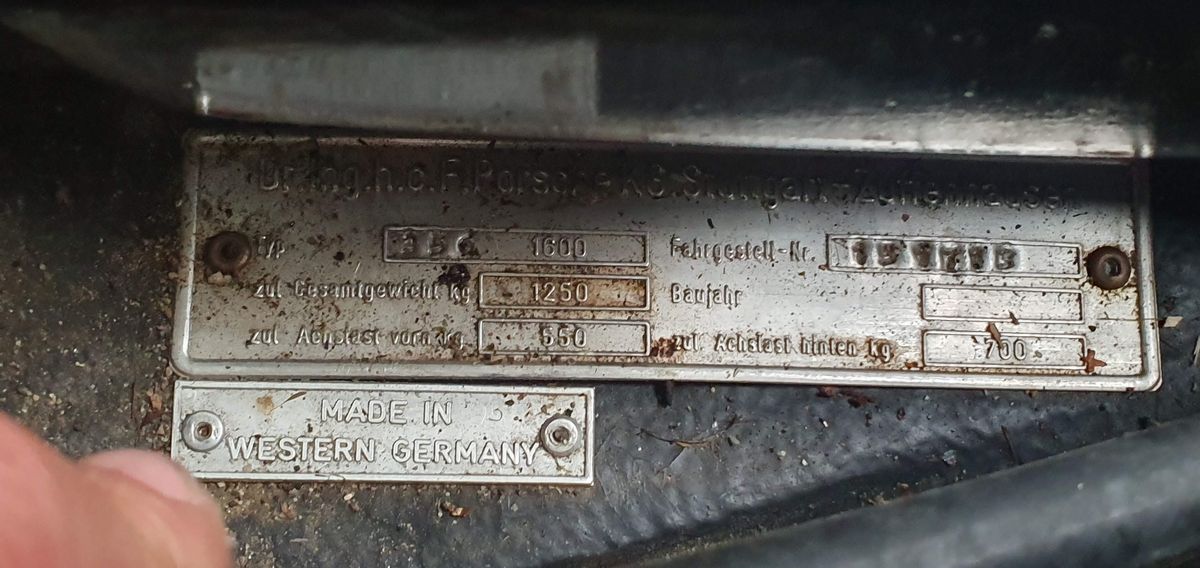 Dr. Ing. h. c. F. Porsche KG. Stuttgart-Zuffenhausen
Typ 356 1600 Fahrgestell-Nr.
zul Gesamtgewicht kg 1250 Baujahr
zul Achslast vorn kg 550 zul Achslast hinten kg 700
MADE IN
WESTERN GERMANY